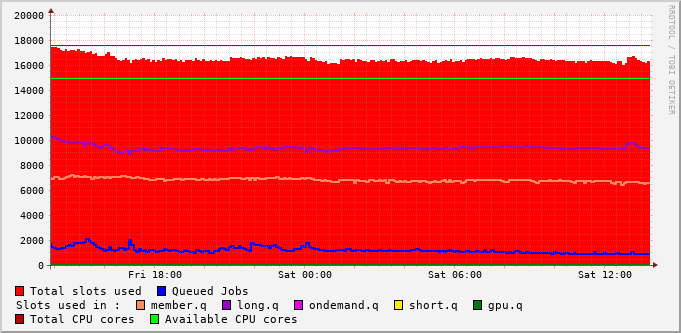 20000
18000
16000
14000
12000
10000
8000
6000
4000
2000
0
Fri 18:00 Sat 00:00 Sat 06:00 Sat 12:00
RRDTOOL / TOBI OETIKER
Total slots used Queued Jobs
Slots used in : member.q long.q ondemand.q short.q gpu.q
Total CPU cores Available CPU cores